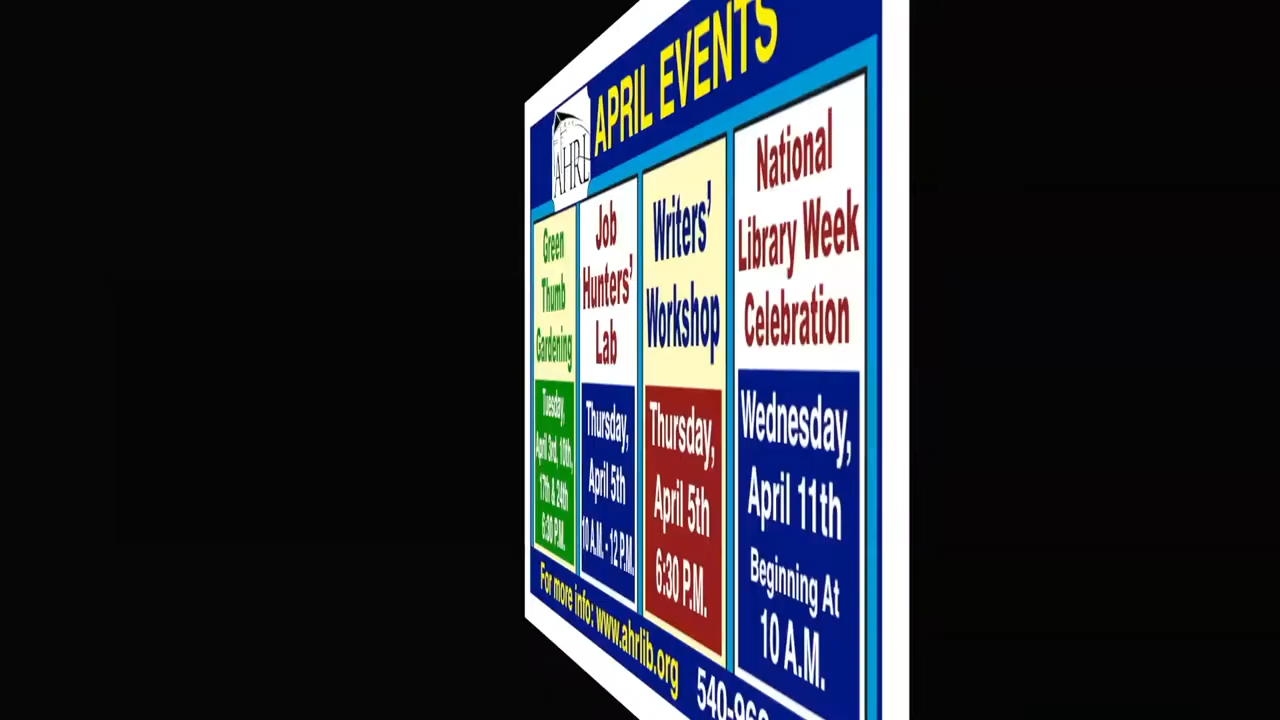 APRIL EVENTS
AHRL
Green
Thumb
Gardening
Tuesday,
April 3rd, 10th,
17th & 24th
6:30 P.M.
Job
Hunters'
Lab
Thursday,
April 5th
10 A.M. - 12 P.M.
Writers'
Workshop
Thursday,
April 5th
6:30 P.M.
National
Library Week
Celebration
Wednesday,
April 11th
Beginning At
10 A.M.
For more info: www.ahrlib.org